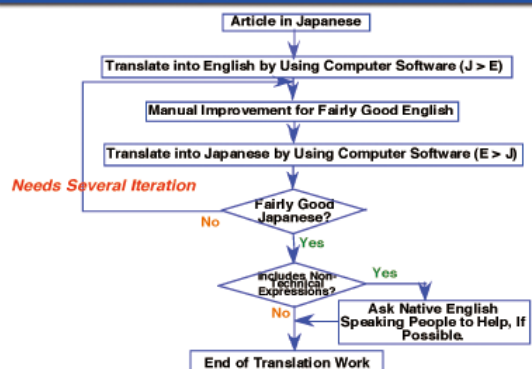 Article in Japanese
Translate into English by Using Computer Software (J > E)
Manual Improvement for Fairly Good English
Translate into Japanese by Using Computer Software (E > J)
Needs Several Iteration
Fairly Good
Japanese?
No
Yes
Includes Non-
Technical
Expressions?
Yes
No
Ask Native English
Speaking People to Help, If
Possible.
End of Translation Work